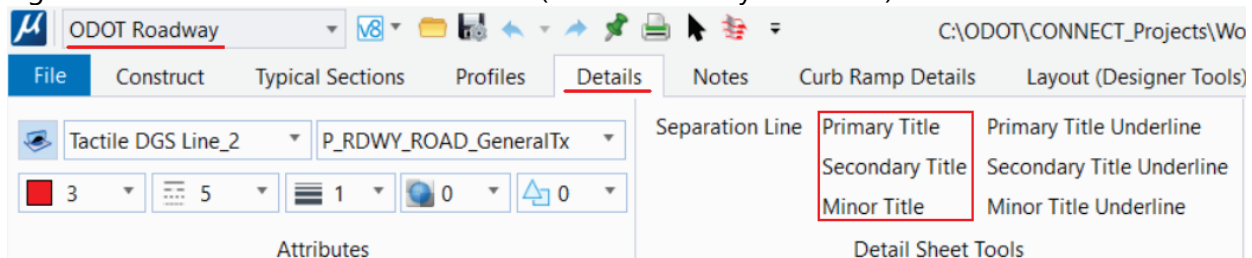 ODOT Roadway V8 C:\ODOT\CONNECT_Projects\Wo
File Construct Typical Sections Profiles Details Notes Curb Ramp Details Layout (Designer Tools)
Tactile DGS Line_2 P_RDWY_ROAD_GeneralTx Separation Line Primary Title Primary Title Underline
Secondary Title Secondary Title Underline
3 5 1 0 0 Minor Title Minor Title Underline
Attributes Detail Sheet Tools